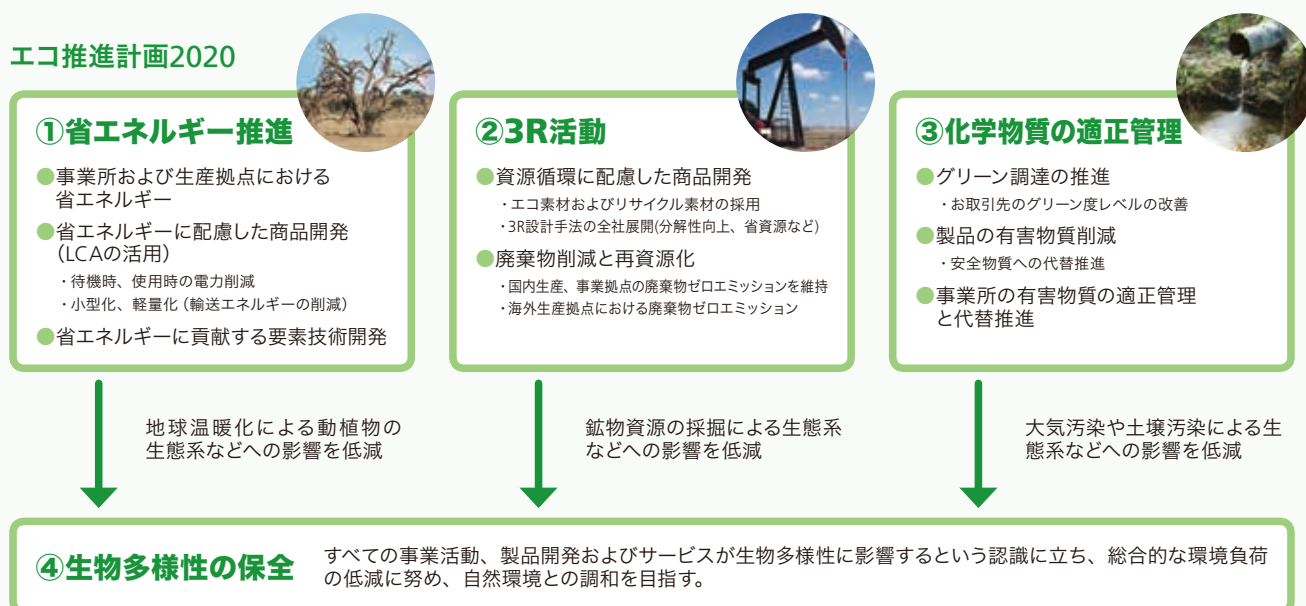 エコ推進計画2020
①省エネルギー推進
●事業所および生産拠点における
省エネルギー
●省エネルギーに配慮した商品開発
(LCAの活用)
・待機時、使用時の電力削減
・小型化、軽量化(輸送エネルギーの削減)
●省エネルギーに貢献する要素技術開発
②3R活動
●資源循環に配慮した商品開発
・エコ素材およびリサイクル素材の採用
・3R設計手法の全社展開(分解性向上、省資源など)
●廃棄物削減と再資源化
・国内生産、事業拠点の廃棄物ゼロエミッションを維持
・海外生産拠点における廃棄物ゼロエミッション
③化学物質の適正管理
●グリーン調達の推進
・お取引先のグリーン度レベルの改善
●製品の有害物質削減
・安全物質への代替推進
●事業所の有害物質の適正管理
と代替推進
地球温暖化による動植物の
生態系などへの影響を低減
鉱物資源の採掘による生態系
などへの影響を低減
大気汚染や土壌汚染による生
態系などへの影響を低減
④生物多様性の保全
すべての事業活動、製品開発およびサービスが生物多様性に影響するという認識に立ち、総合的な環境負荷
の低減に努め、自然環境との調和を目指す。